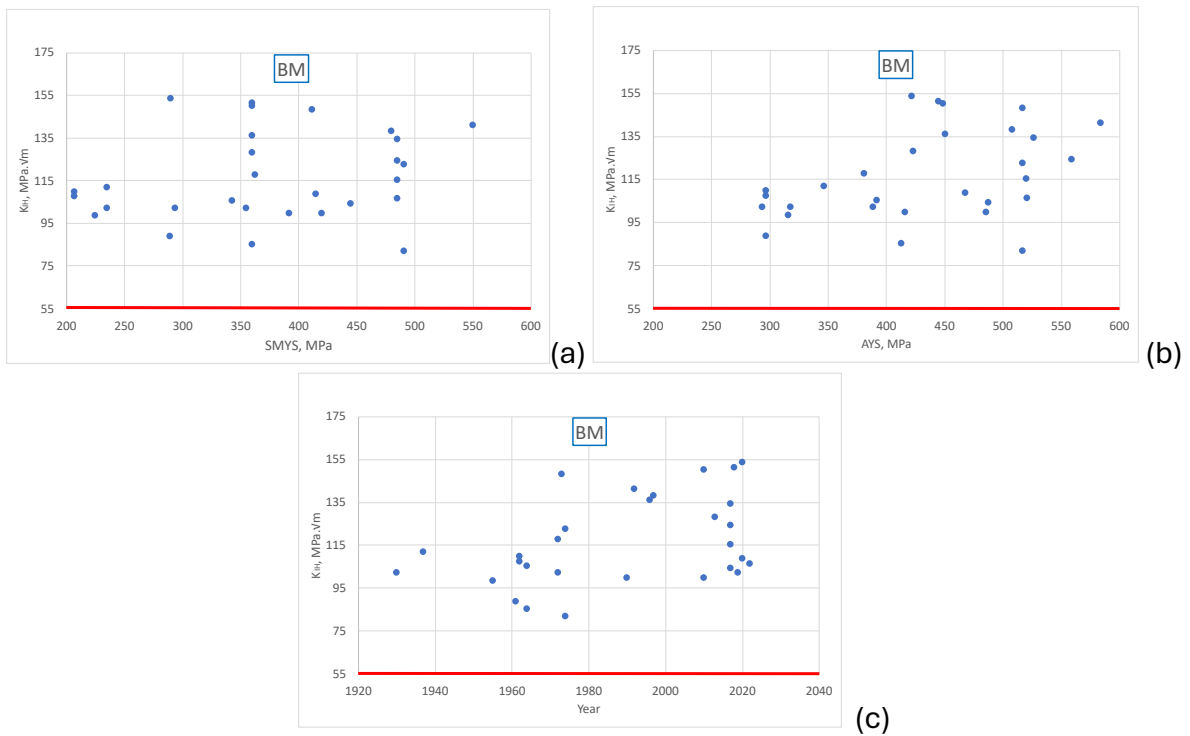 175
155
135
115
95
75
55
KIH, MPa.√m
BM
200 250 300 350 400 450 500 550 600
SMYS, MPa
(a)
175
155
135
115
95
75
55
KIH, MPa.√m
BM
200 250 300 350 400 450 500 550 600
AYS, MPa
(b)
175
155
135
115
95
75
55
KIH, MPa.√m
BM
1920 1940 1960 1980 2000 2020 2040
Year
(c)